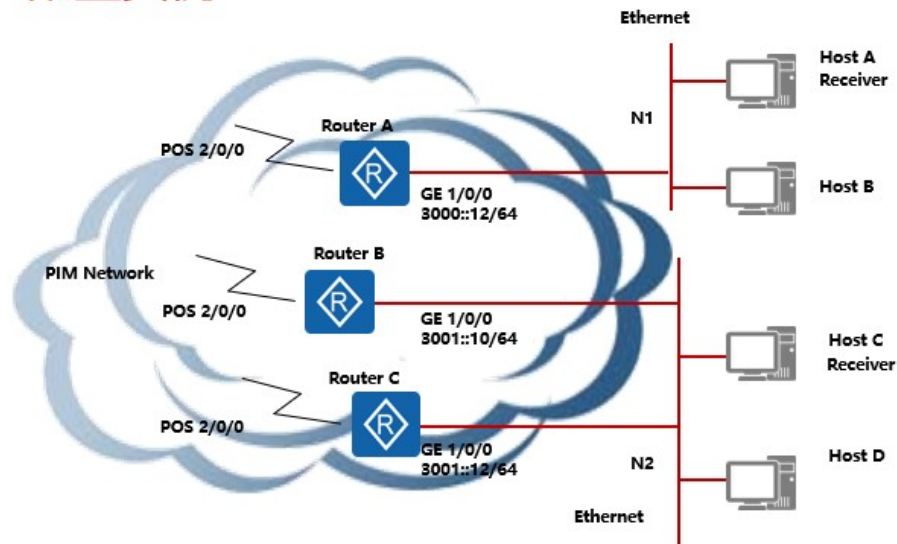 Ethernet
Host A
Receiver
N1
Router A
POS 2/0/0
R
GE 1/0/0
3000::12/64
Host B
PIM Network
Router B
POS 2/0/0
R
GE 1/0/0
3001::10/64
Host C
Receiver
Router C
POS 2/0/0
R
GE 1/0/0
3001::12/64
N2
Host D
Ethernet